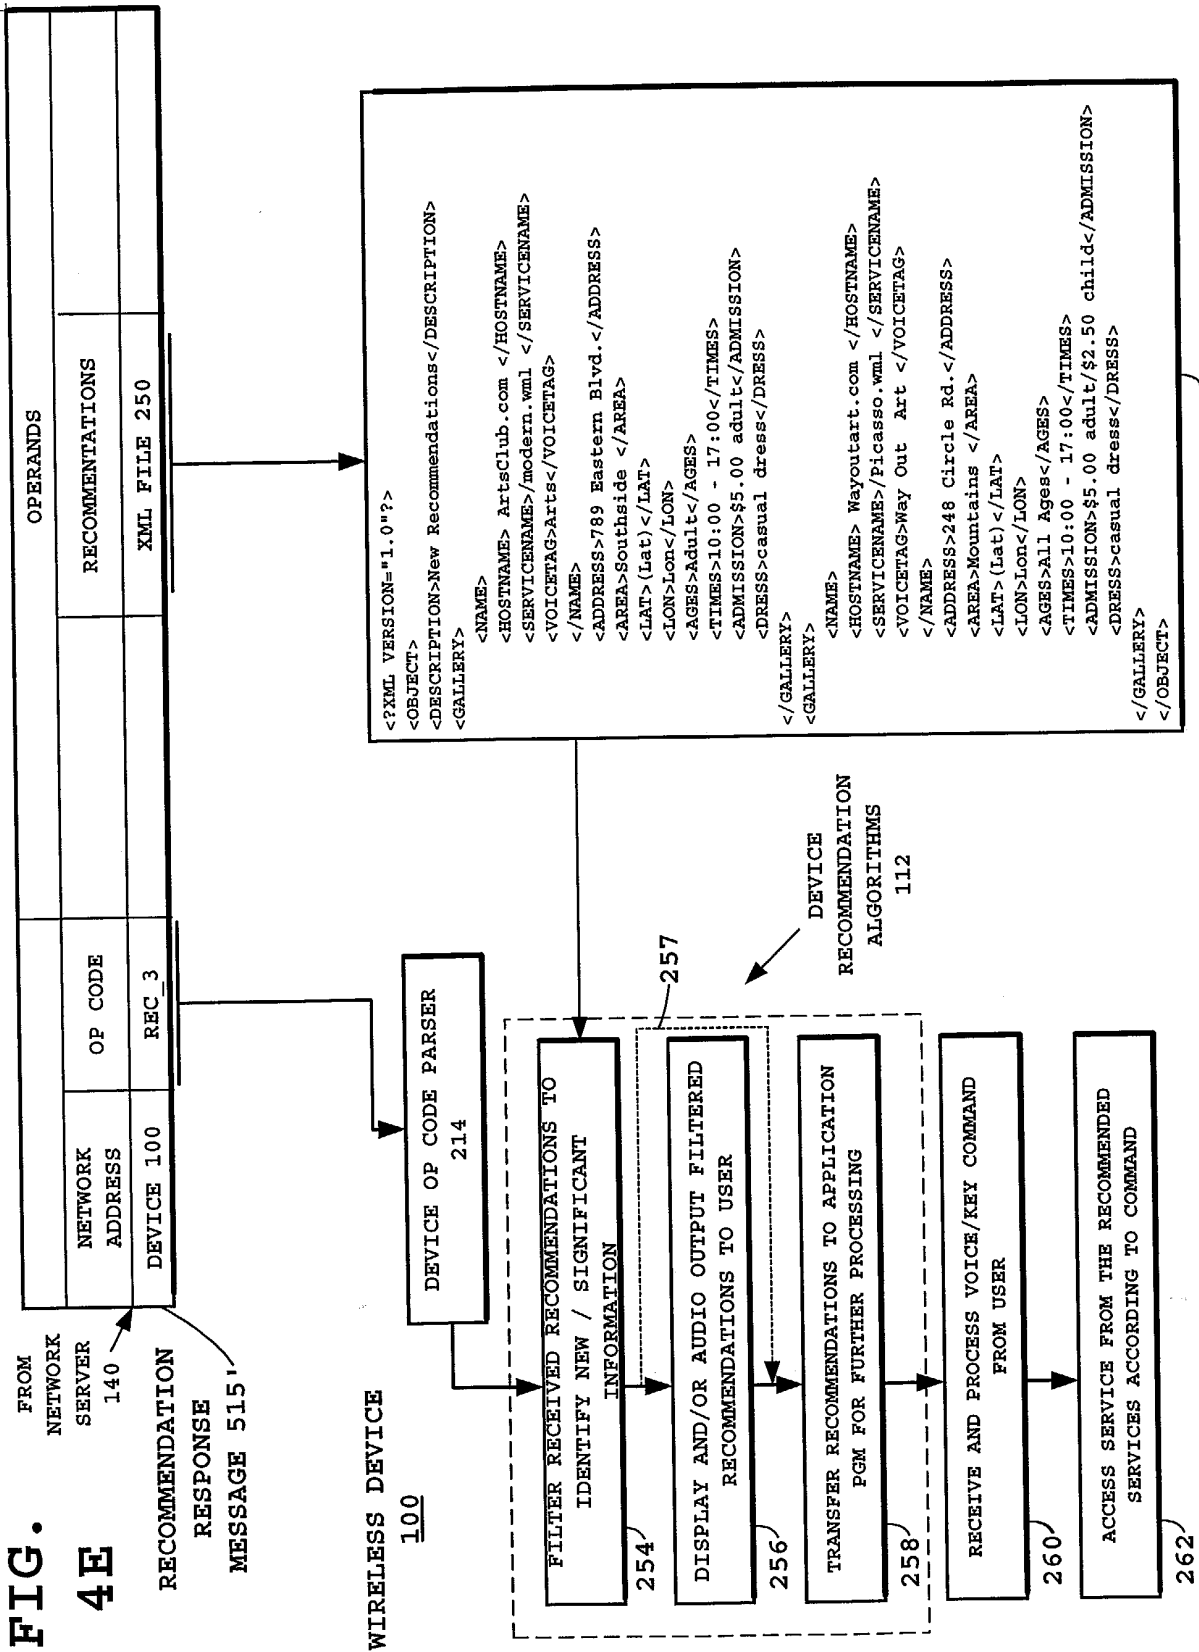 FIG.
4E
FROM
NETWORK
SERVER
140
RECOMMENDATION
RESPONSE
MESSAGE 515'
OPERANDS
NETWORK
ADDRESS
OP CODE
RECOMMENTATIONS
DEVICE 100
REC_3
XML FILE 250
WIRELESS DEVICE
100
DEVICE OP CODE PARSER
214
FILTER RECEIVED RECOMMENDATIONS TO
IDENTIFY NEW / SIGNIFICANT
INFORMATION
254
257
DISPLAY AND/OR AUDIO OUTPUT FILTERED
RECOMMENDATIONS TO USER
256
TRANSFER RECOMMENDATIONS TO APPLICATION
PGM FOR FURTHER PROCESSING
258
DEVICE
RECOMMENDATION
ALGORITHMS
112
RECEIVE AND PROCESS VOICE/KEY COMMAND
FROM USER
260
ACCESS SERVICE FROM THE RECOMMENDED
SERVICES ACCORDING TO COMMAND
262
<?XML VERSION="1.0"?>
<OBJECT>
<DESCRIPTION>New Recommendations</DESCRIPTION>
<GALLERY>
<NAME>
<HOSTNAME> ArtsClub.com </HOSTNAME>
<SERVICENAME>/modern.wml </SERVICENAME>
<VOICETAG>Arts</VOICETAG>
</NAME>
<ADDRESS>789 Eastern Blvd.</ADDRESS>
<AREA>Southside </AREA>
<LAT>(Lat)</LAT>
<LON>Lon</LON>
<AGES>Adult</AGES>
<TIMES>10:00 - 17:00</TIMES>
<ADMISSION>$5.00 adult</ADMISSION>
<DRESS>casual dress</DRESS>
</GALLERY>
<GALLERY>
<NAME>
<HOSTNAME> Wayoutart.com </HOSTNAME>
<SERVICENAME>/Picasso.wml </SERVICENAME>
<VOICETAG>Way Out Art </VOICETAG>
</NAME>
<ADDRESS>248 Circle Rd.</ADDRESS>
<AREA>Mountains </AREA>
<LAT>(Lat)</LAT>
<LON>Lon</LON>
<AGES>All Ages</AGES>
<TIMES>10:00 - 17:00</TIMES>
<ADMISSION>$5.00 adult/$2.50 child</ADMISSION>
<DRESS>casual dress</DRESS>
</GALLERY>
</OBJECT>